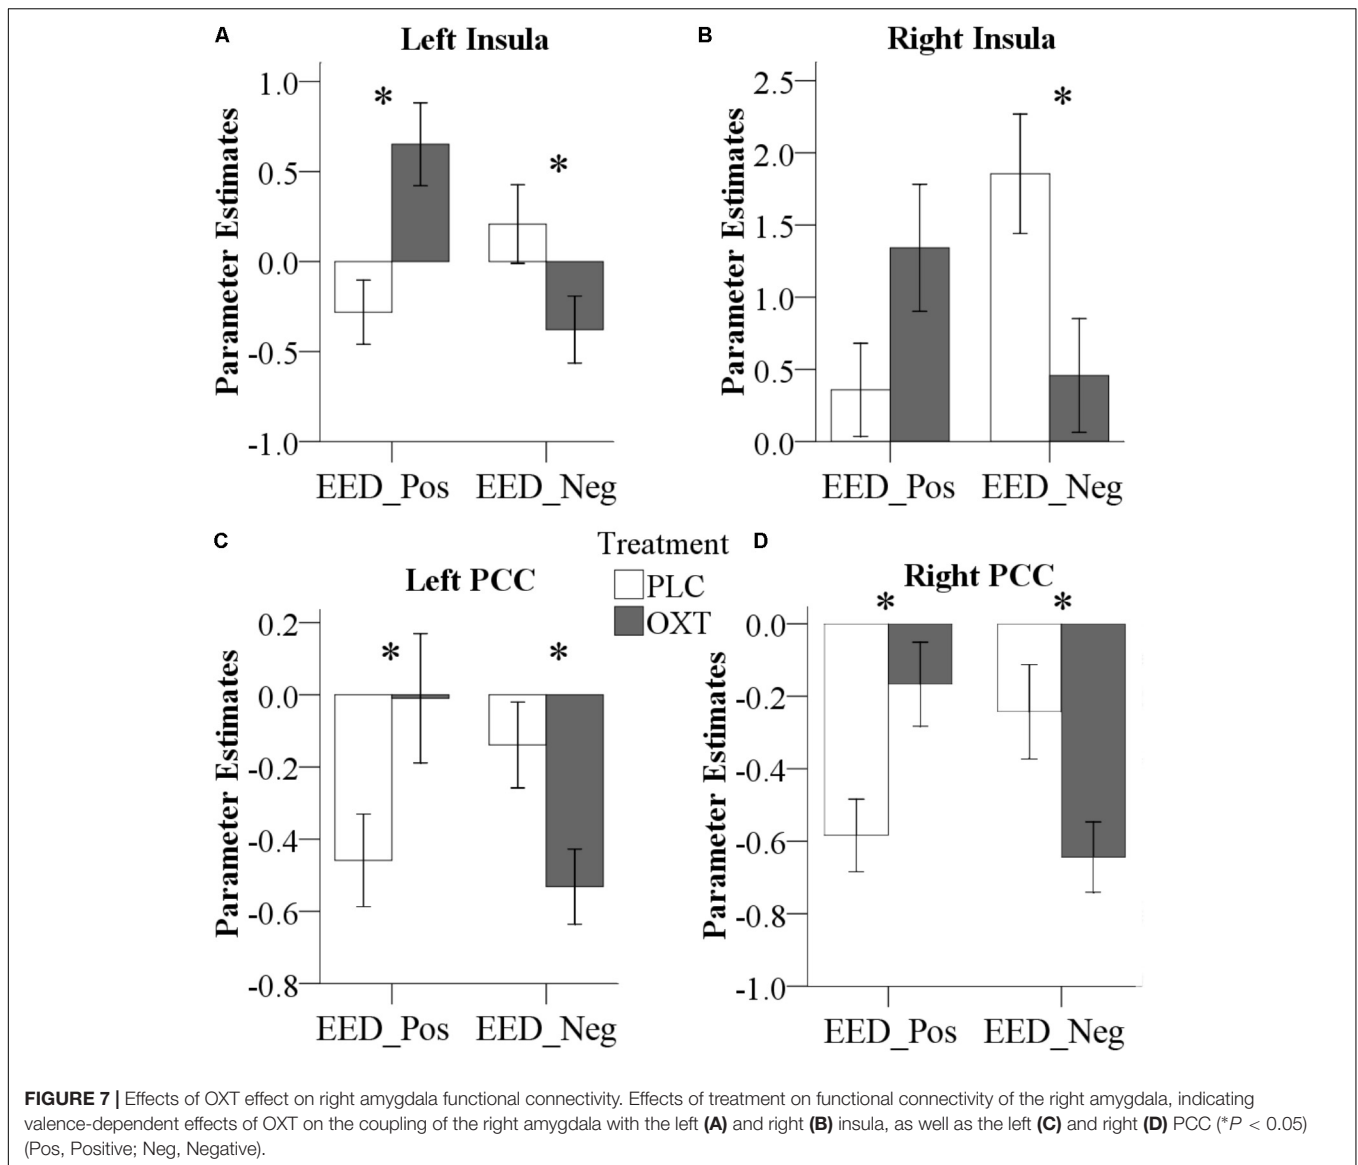 A
Left Insula
*
*
Parameter Estimates
1.0
0.5
0.0
-0.5
-1.0
EED_Pos EED_Neg
B
Right Insula
*
Parameter Estimates
2.5
2.0
1.5
1.0
0.5
0.0
EED_Pos EED_Neg
C
Left PCC
*
*
Parameter Estimates
0.2
0.0
-0.2
-0.4
-0.6
-0.8
EED_Pos EED_Neg
Treatment
PLC
OXT
D
Right PCC
*
*
Parameter Estimates
0.0
-0.2
-0.4
-0.6
-0.8
-1.0
EED_Pos EED_Neg
FIGURE 7 | Effects of OXT effect on right amygdala functional connectivity. Effects of treatment on functional connectivity of the right amygdala, indicating
valence-dependent effects of OXT on the coupling of the right amygdala with the left (A) and right (B) insula, as well as the left (C) and right (D) PCC (*P < 0.05)
(Pos, Positive; Neg, Negative).